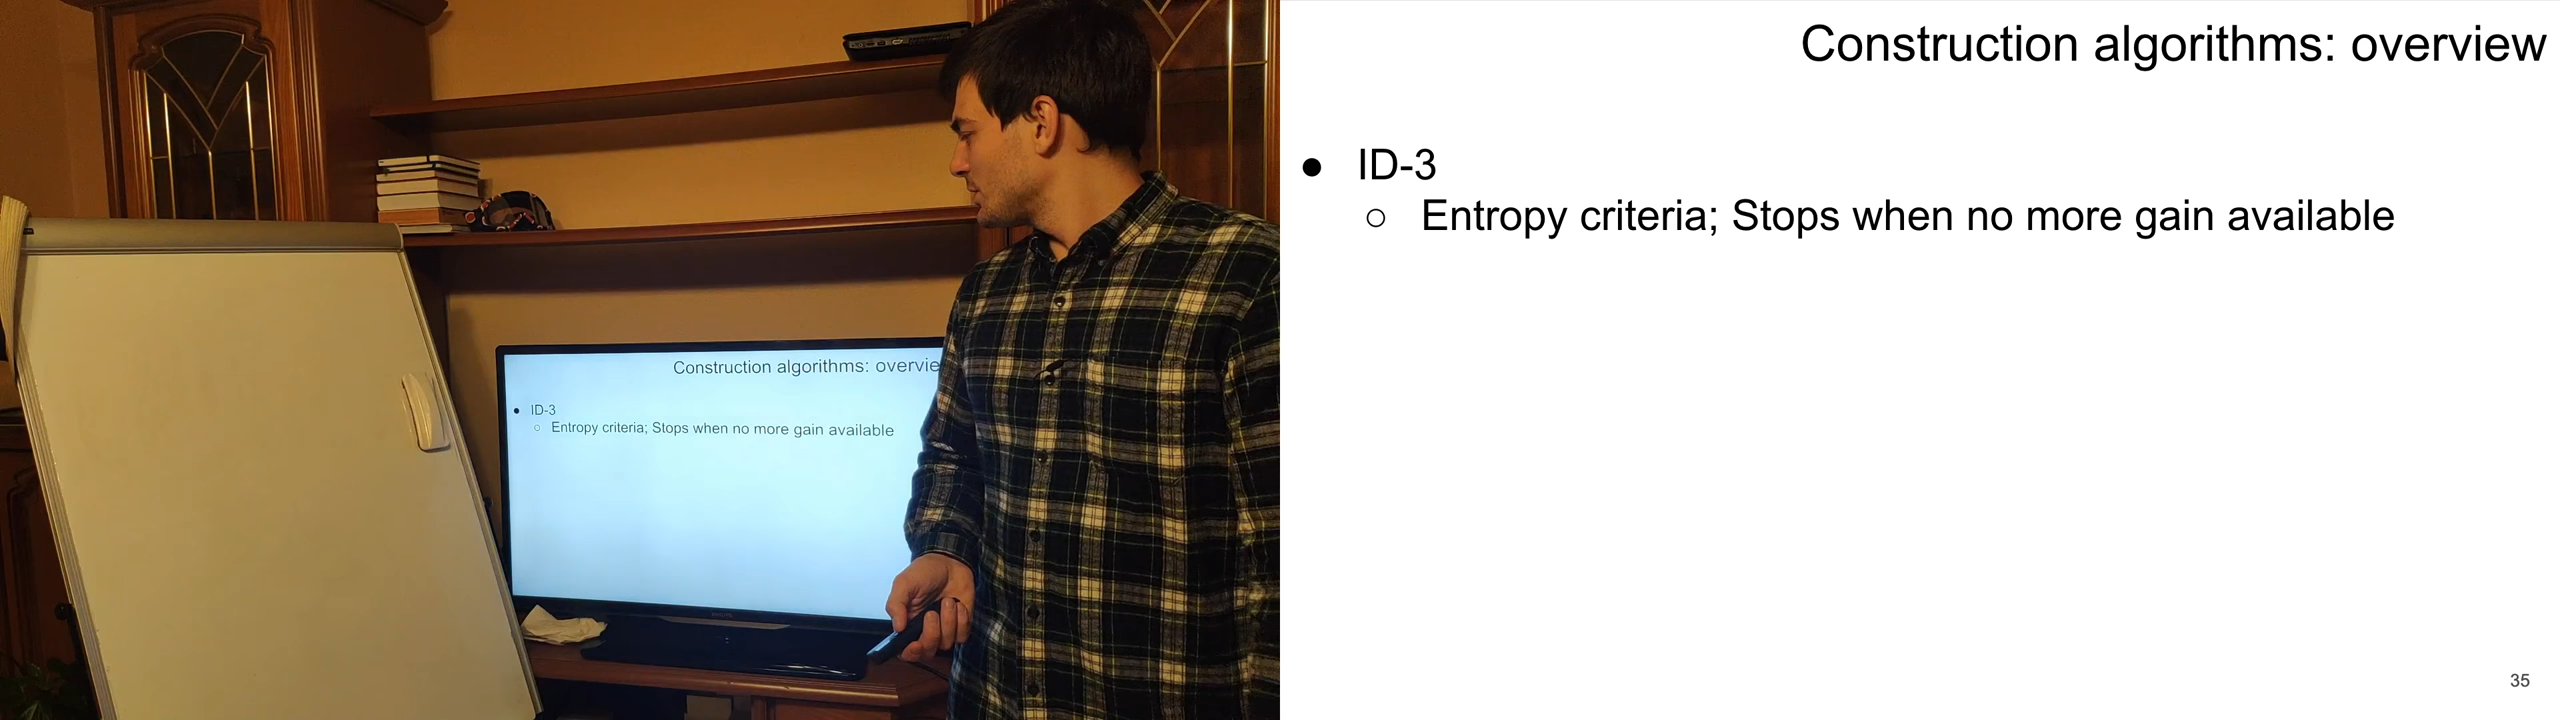 Construction algorithms: overvie
● ID-3
○ Entropy criteria; Stops when no more gain available
Construction algorithms: overview
● ID-3
○ Entropy criteria; Stops when no more gain available
35